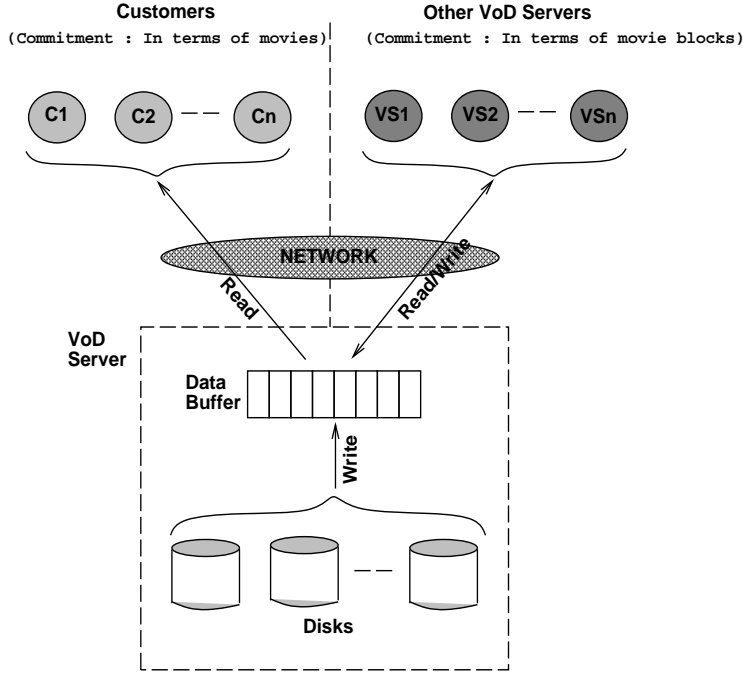 Customers
Other VoD Servers
(Commitment : In terms of movies)
(Commitment : In terms of movie blocks)
C1
C2
Cn
VS1
VS2
VSn
NETWORK
Read
Read/Write
VoD
Server
Data
Buffer
Write
Disks